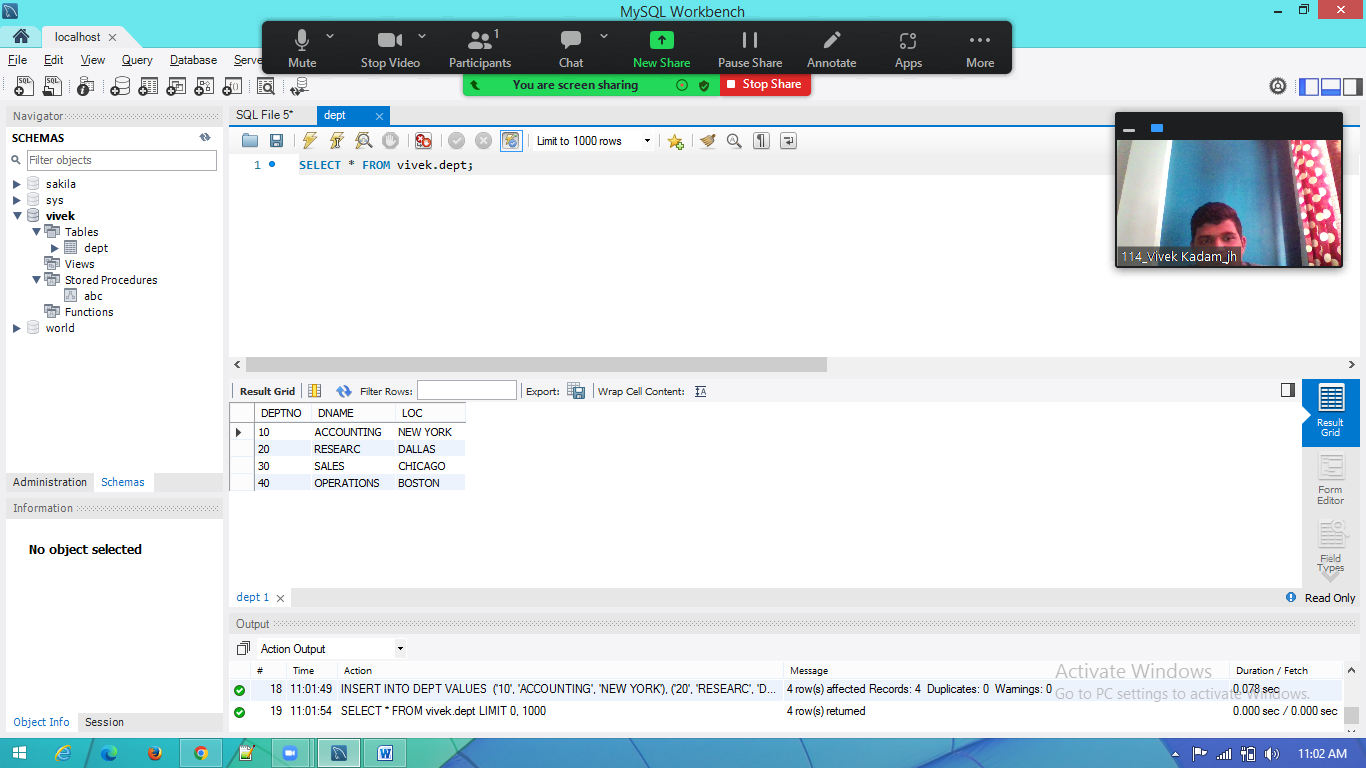 MySQL Workbench
localhost
File Edit View Query Database Serve
Mute Stop Video Participants 1 Chat New Share Pause Share Annotate Apps More
You are screen sharing Stop Share
Navigator
SCHEMAS
Filter objects
sakila
sys
vivek
Tables
dept
Views
Stored Procedures
abc
Functions
world
Administration Schemas
Information
No object selected
Object Info Session
SQL File 5* dept
Limit to 1000 rows
1 SELECT * FROM vivek.dept;
114_Vivek Kadam_jh
Result Grid Filter Rows: Export: Wrap Cell Content:
DEPTNO DNAME LOC
10 ACCOUNTING NEW YORK
20 RESEARC DALLAS
30 SALES CHICAGO
40 OPERATIONS BOSTON
Result Grid
Form Editor
Field Types
dept 1 Read Only
Output
Action Output
# Time Action Message Duration / Fetch
18 11:01:49 INSERT INTO DEPT VALUES ('10', 'ACCOUNTING', 'NEW YORK'), ('20', 'RESEARC', 'D... 4 row(s) affected Records: 4 Duplicates: 0 Warnings: 0 0.078 sec
19 11:01:54 SELECT * FROM vivek.dept LIMIT 0, 1000 4 row(s) returned 0.000 sec / 0.000 sec
Activate Windows
Go to PC settings to activate Windows.
11:02 AM